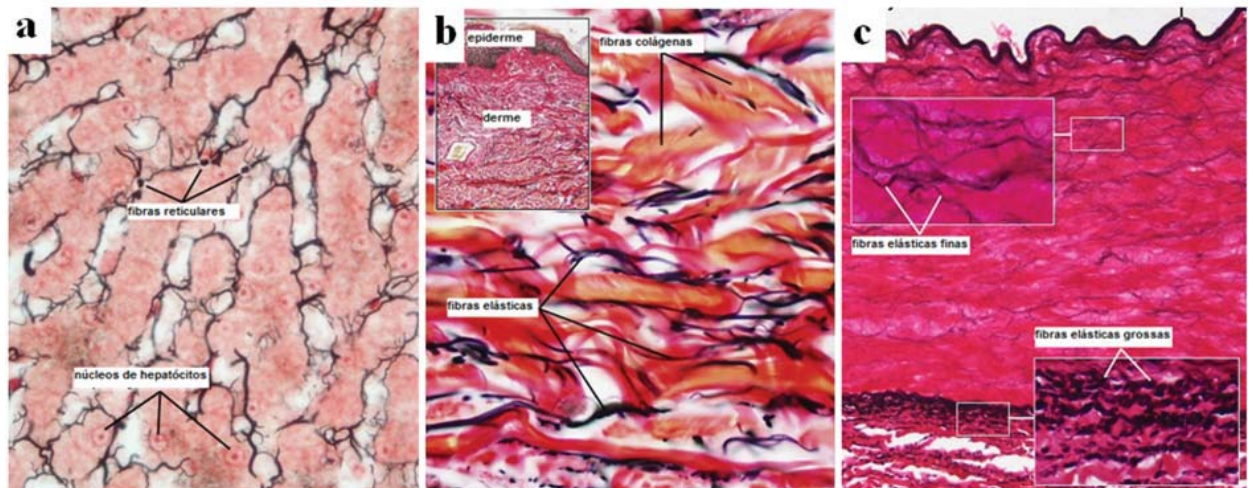 a
fibras reticulares
núcleos de hepatócitos
b
epiderme
derme
fibras colágenas
fibras elásticas
c
fibras elásticas finas
fibras elásticas grossas